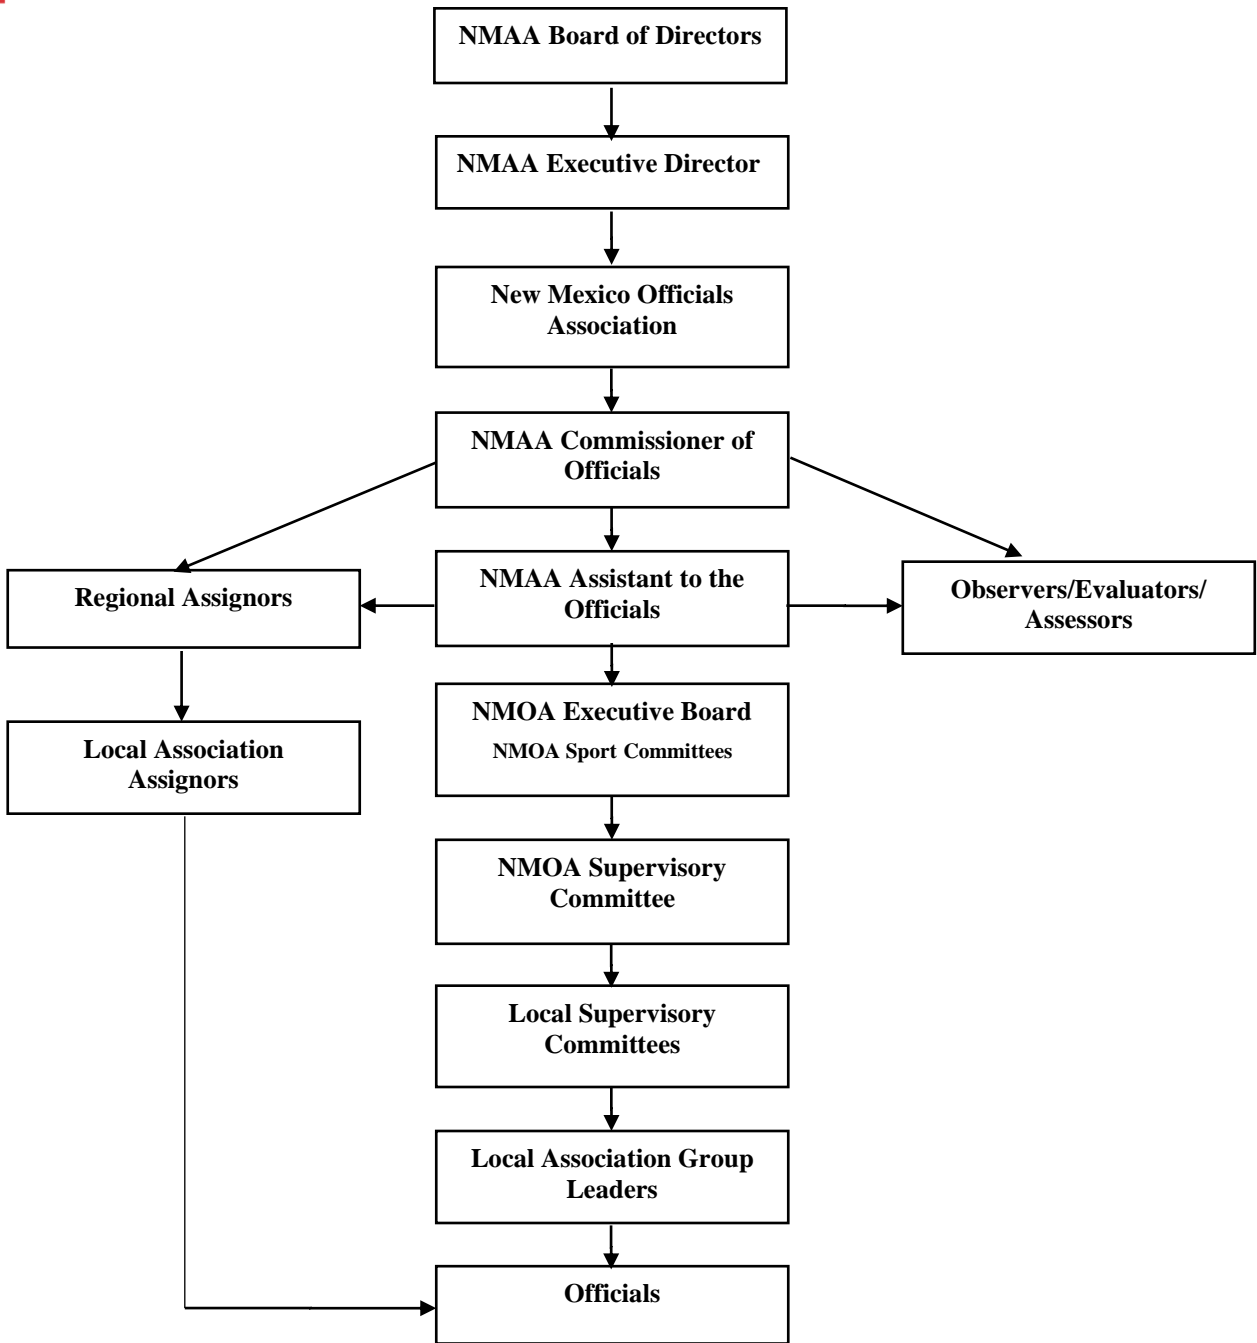 NMAA Board of Directors
NMAA Executive Director
New Mexico Officials
Association
NMAA Commissioner of
Officials
Regional Assignors
NMAA Assistant to the
Officials
Observers/Evaluators/
Assessors
Local Association
Assignors
NMOA Executive Board
NMOA Sport Committees
NMOA Supervisory
Committee
Local Supervisory
Committees
Local Association Group
Leaders
Officials